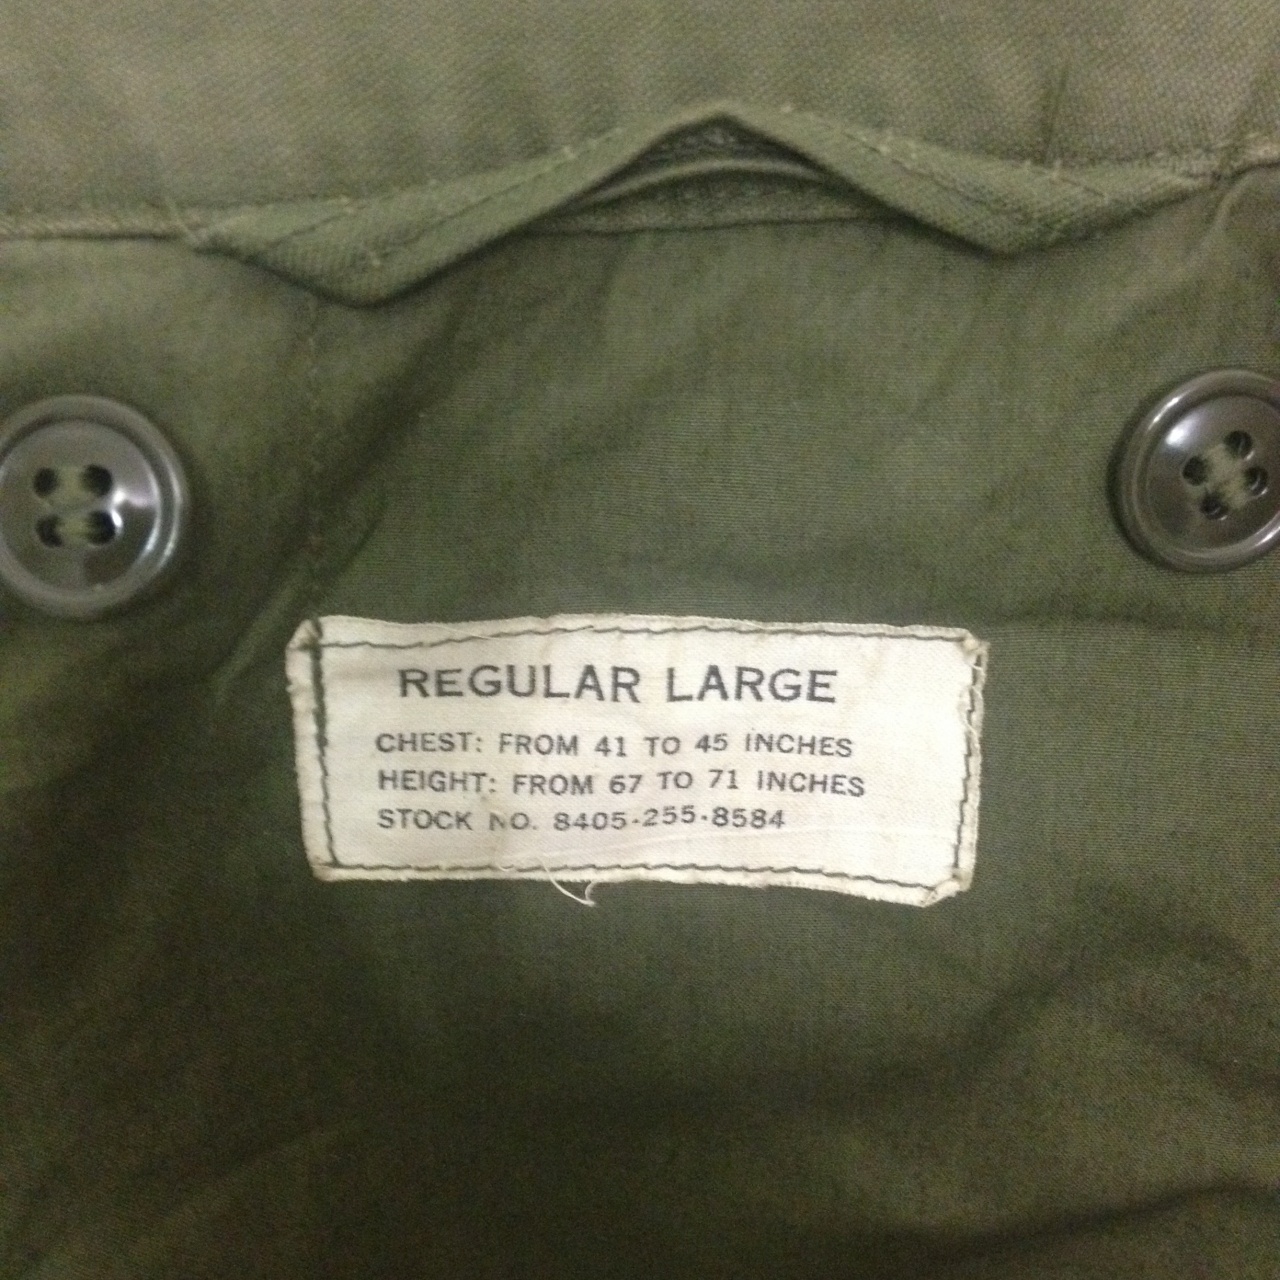 REGULAR LARGE
CHEST: FROM 41 TO 45 INCHES
HEIGHT: FROM 67 TO 71 INCHES
STOCK NO. 8405-255-8584